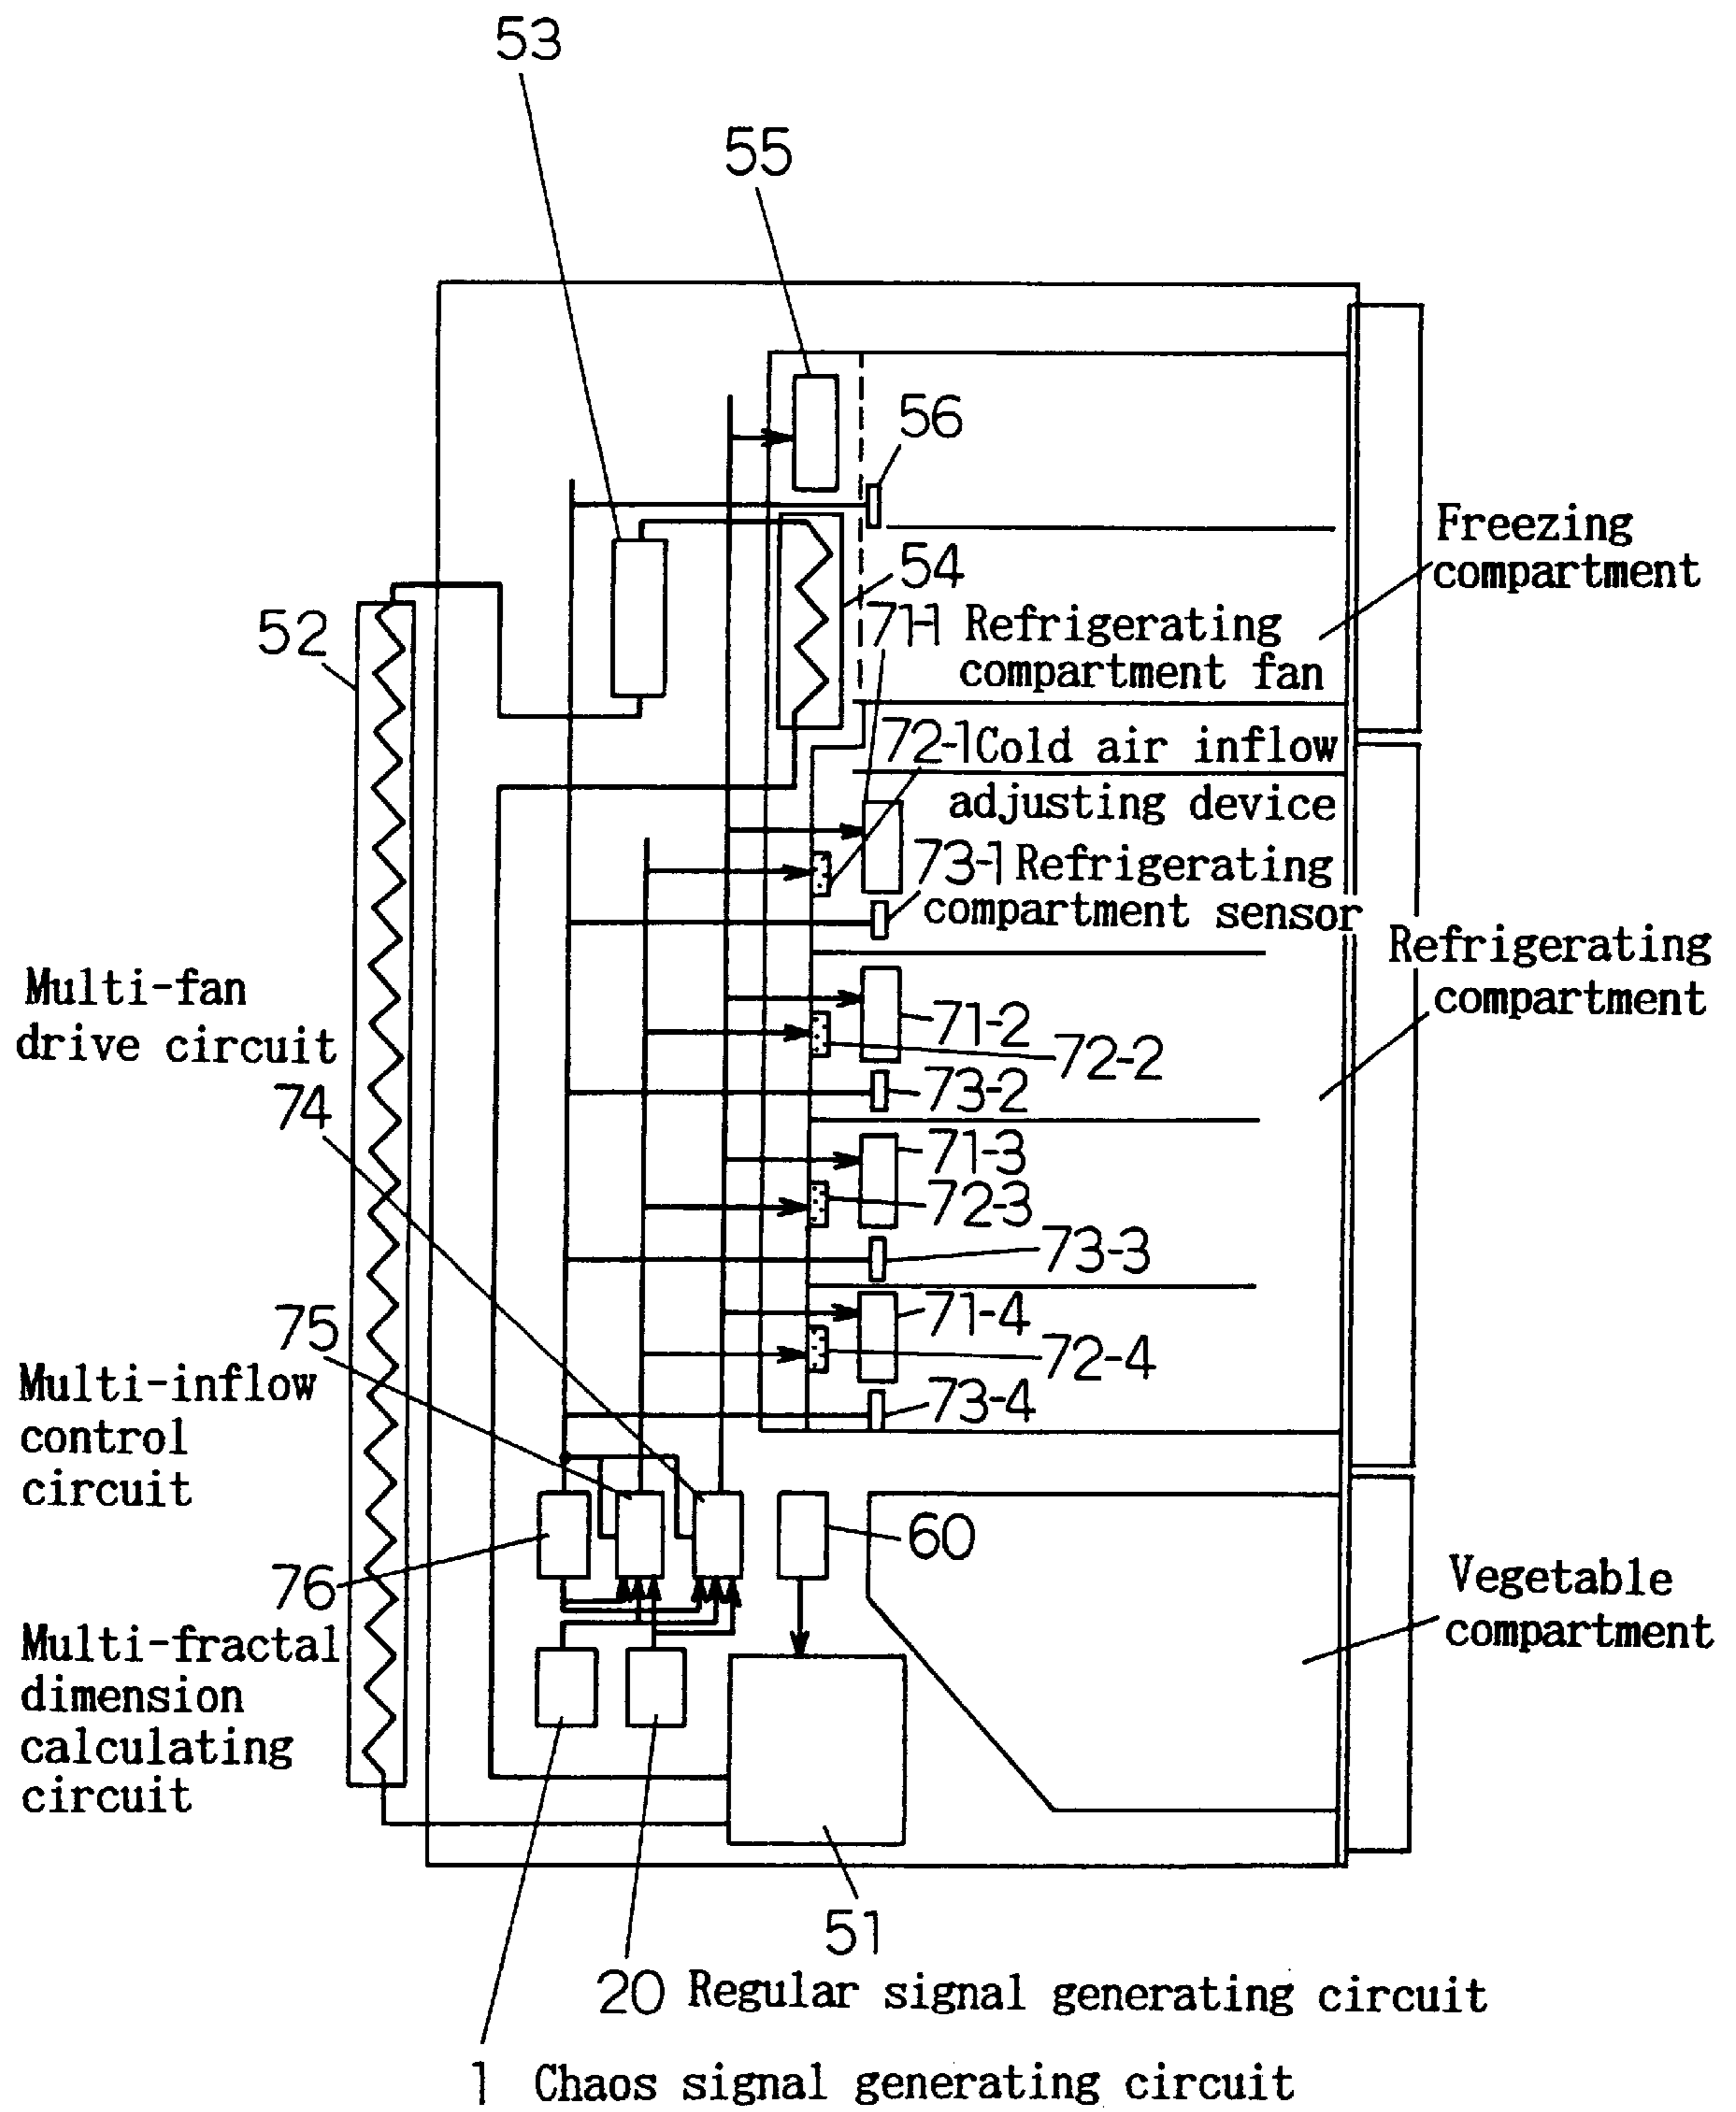 53
55
56
Freezing
compartment
54
52
71-1 Refrigerating
compartment fan
72-1 Cold air inflow
adjusting device
73-1 Refrigerating
compartment sensor
Refrigerating
compartment
Multi-fan
drive circuit
71-2
72-2
74
73-2
71-3
72-3
73-3
75
71-4
72-4
Multi-inflow
control
circuit
73-4
60
76
Vegetable
compartment
Multi-fractal
dimension
calculating
circuit
51
20 Regular signal generating circuit
1 Chaos signal generating circuit